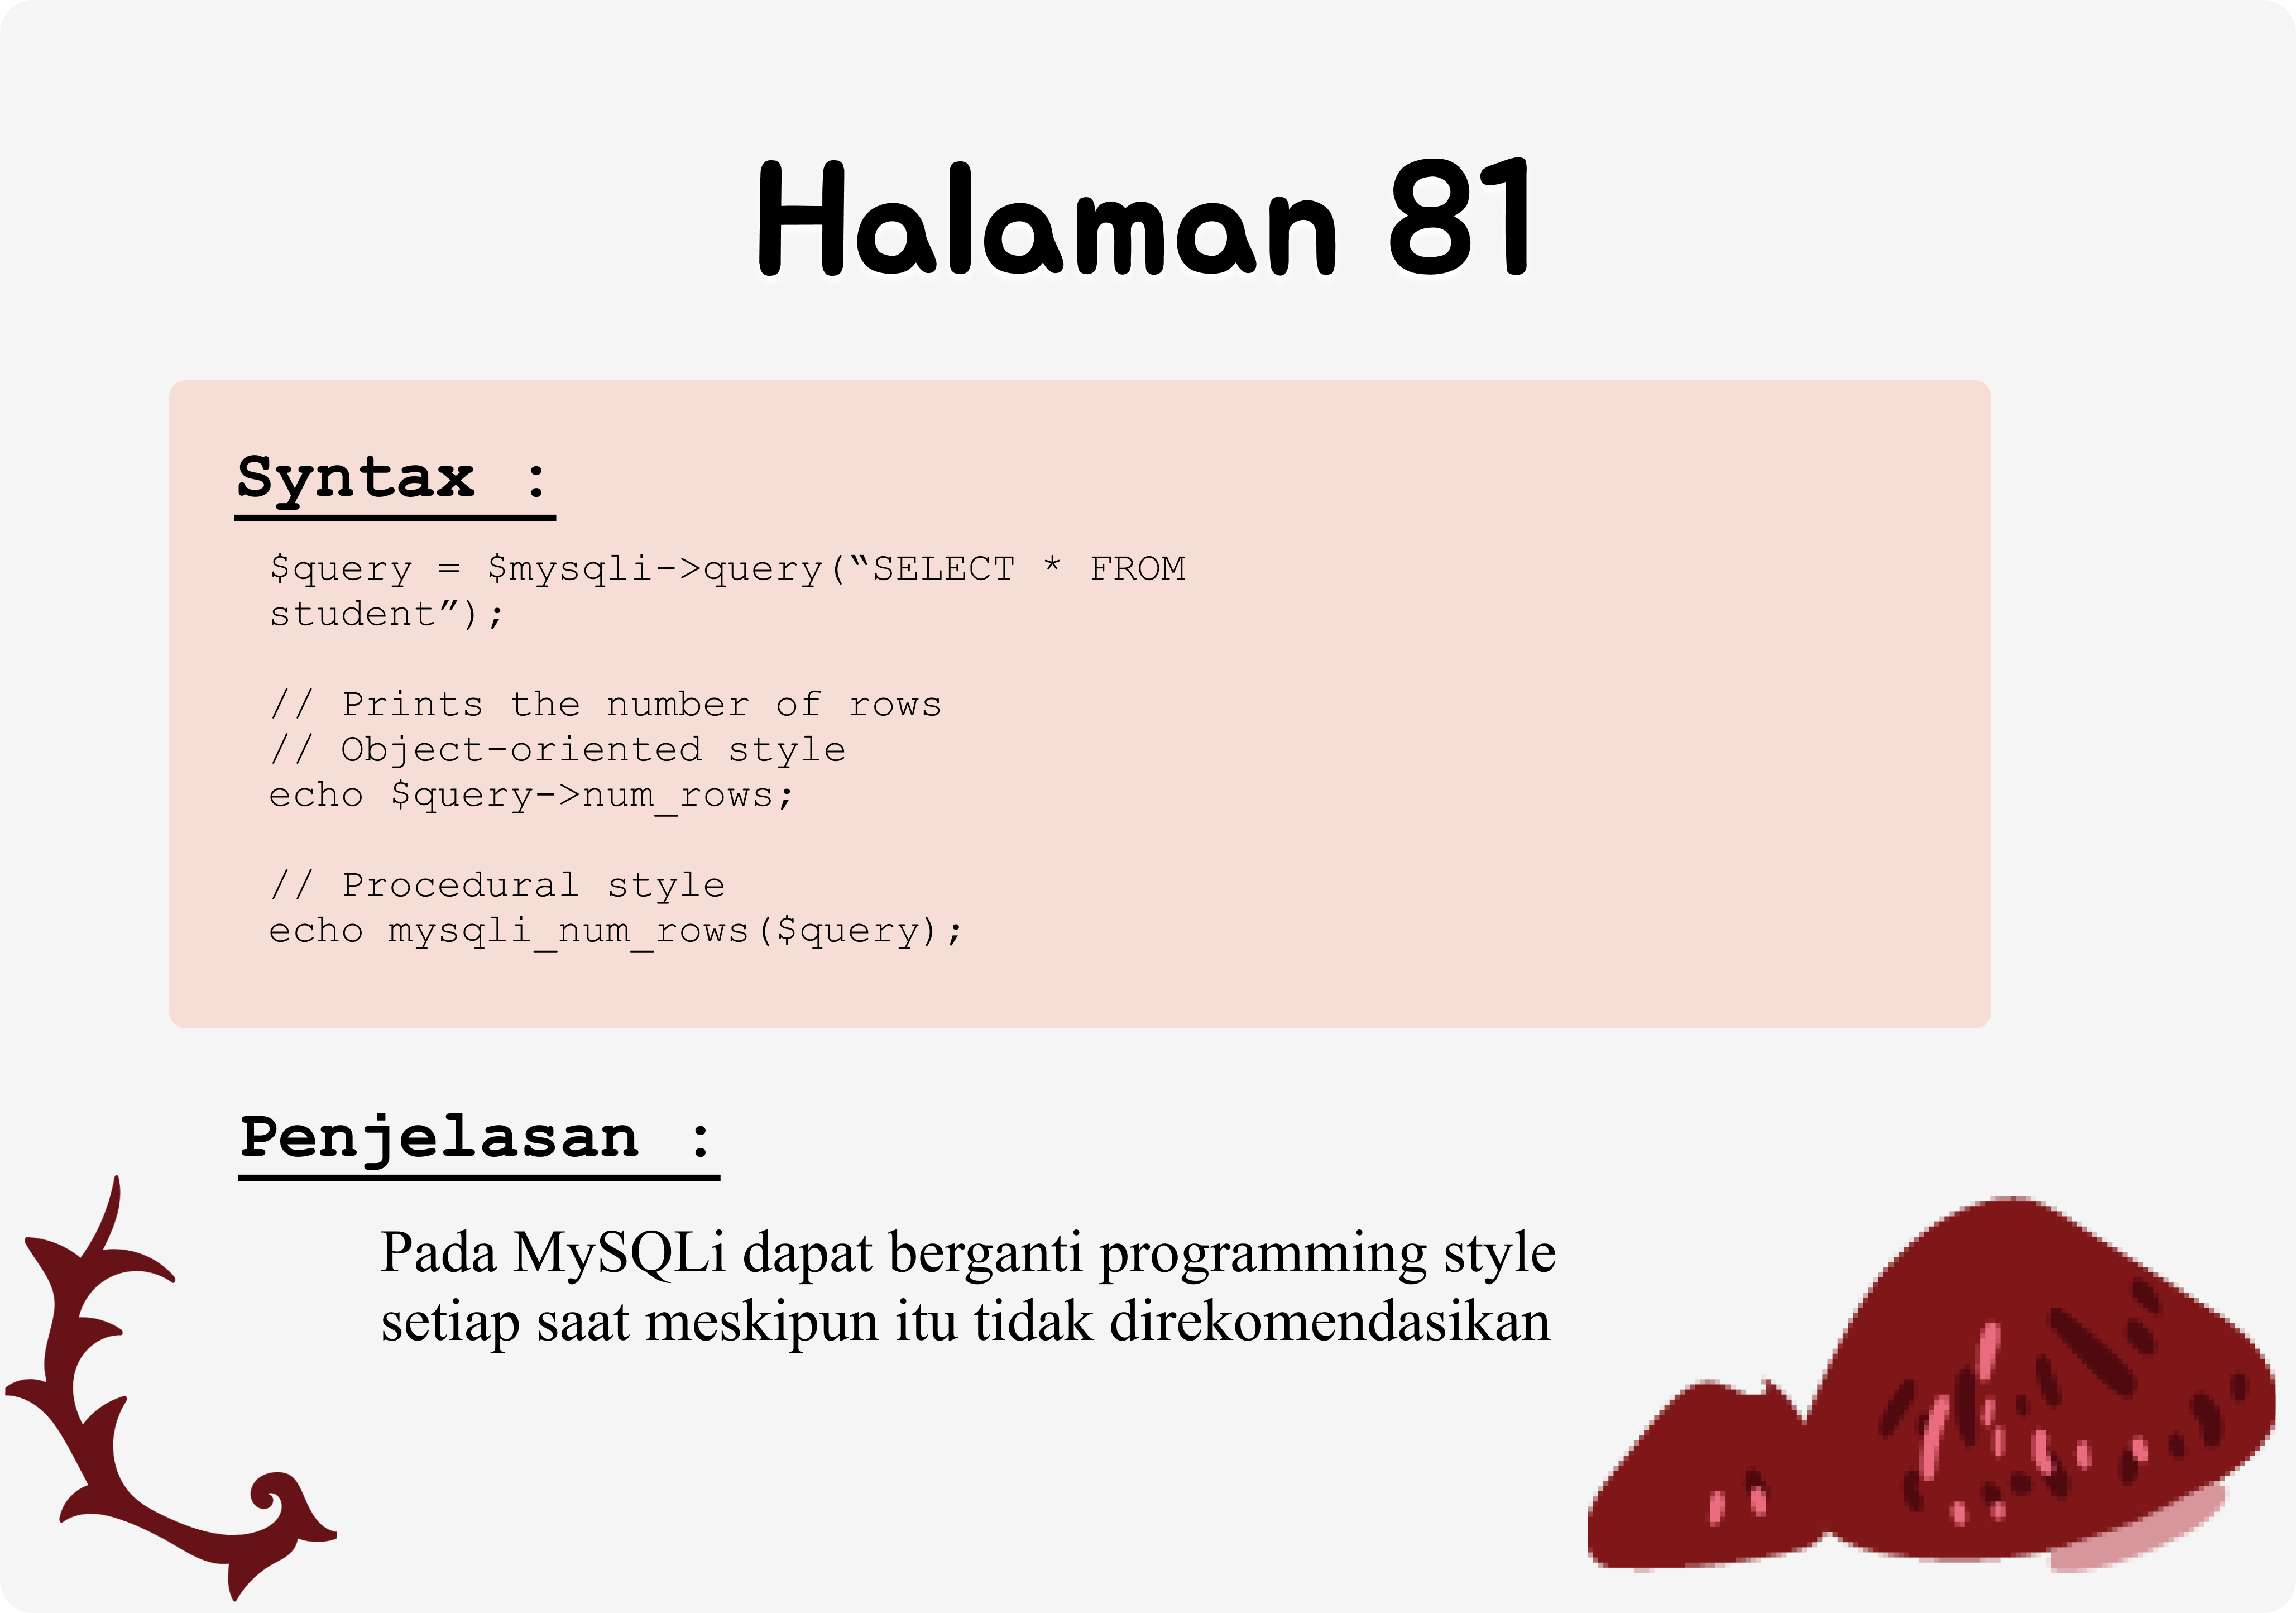 Halaman 81
Syntax :
$query = $mysqli->query(“SELECT * FROM
student”);
// Prints the number of rows
// Object-oriented style
echo $query->num_rows;
// Procedural style
echo mysqli_num_rows($query);
Penjelasan :
Pada MySQLi dapat berganti programming style
setiap saat meskipun itu tidak direkomendasikan